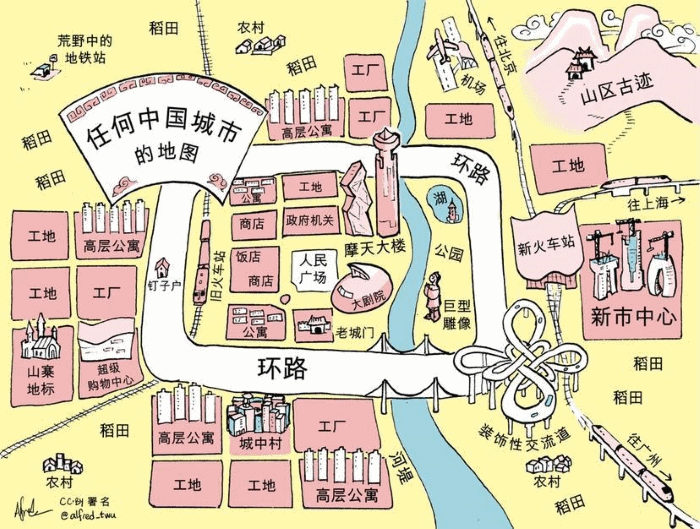 荒野中的
地铁站
稻田
农村
稻田
往北京
机场
山区古迹
任何中国城市
的地图
稻田
稻田
工厂
高层公寓
工厂
工地
工地
环路
往上海
公寓
工地
湖
商店
政府机关
摩天大楼
公园
新火车站
工地
高层公寓
饭店
商店
人民
广场
大剧院
旧火车站
钉子户
巨型
雕像
新市中心
工地
工厂
公寓
老城门
山寨
地标
超级
购物中心
环路
稻田
稻田
稻田
高层公寓
城中村
工厂
装饰性交流道
往广州
河堤
农村
工地
工地
高层公寓
农村
稻田
CC-BY 署名
@alfred_twu